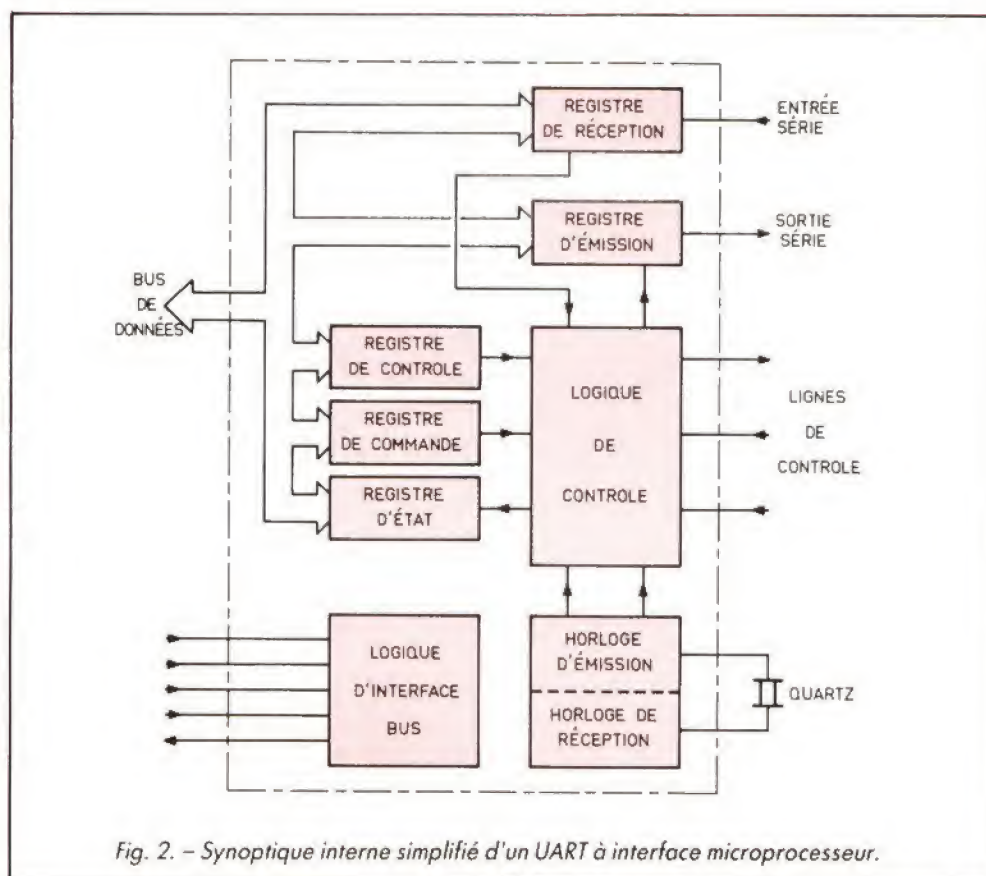 REGISTRE
DE RÉCEPTION
ENTRÉE
SÉRIE
REGISTRE
D'ÉMISSION
SORTIE
SÉRIE
BUS
DE
DONNÉES
REGISTRE
DE CONTROLE
REGISTRE
DE COMMANDE
REGISTRE
D'ÉTAT
LOGIQUE
DE
CONTROLE
LIGNES
DE
CONTROLE
LOGIQUE
D'INTERFACE
BUS
HORLOGE
D'ÉMISSION
HORLOGE DE
RÉCEPTION
QUARTZ
Fig. 2. – Synoptique interne simplifié d'un UART à interface microprocesseur.